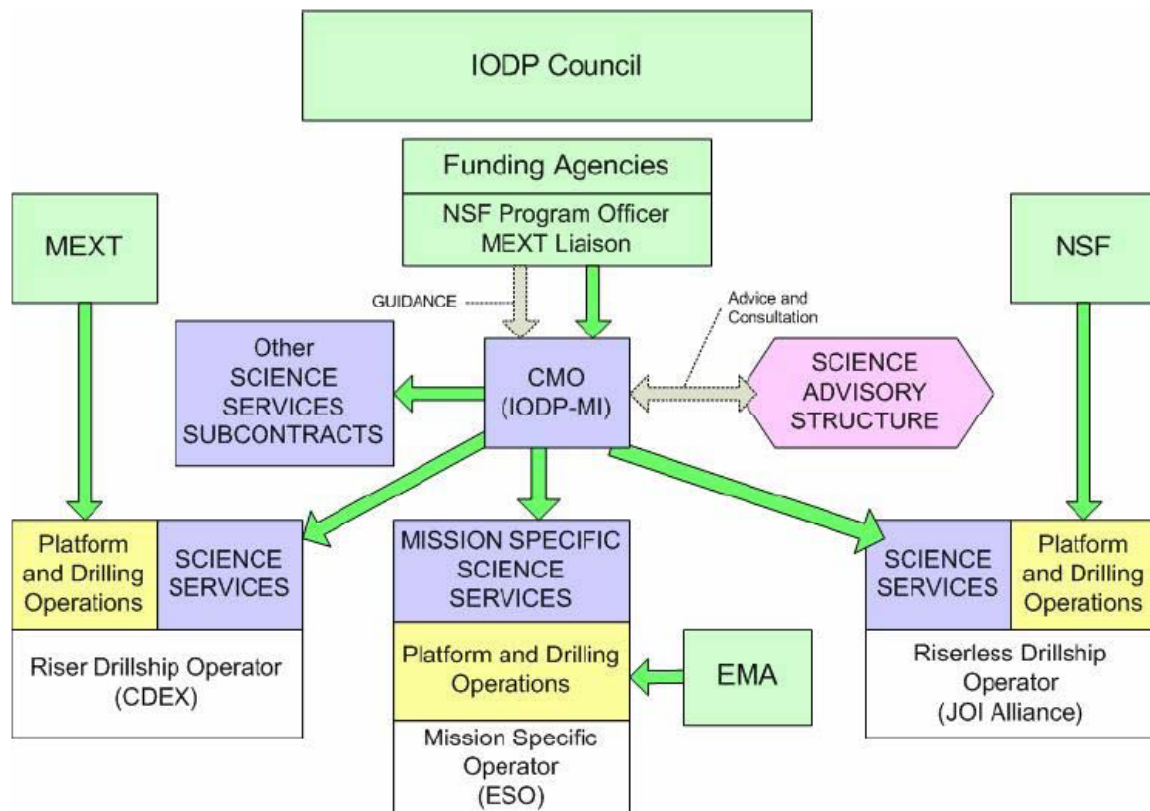 IODP Council
Funding Agencies
NSF Program Officer
MEXT Liaison
MEXT
NSF
GUIDANCE
Advice and
Consultation
Other
SCIENCE
SERVICES
SUBCONTRACTS
CMO
(IODP-MI)
SCIENCE
ADVISORY
STRUCTURE
Platform
and Drilling
Operations
SCIENCE
SERVICES
Riser Drillship Operator
(CDEX)
MISSION SPECIFIC
SCIENCE
SERVICES
Platform and Drilling
Operations
Mission Specific
Operator
(ESO)
EMA
SCIENCE
SERVICES
Platform
and Drilling
Operations
Riserless Drillship
Operator
(JOI Alliance)